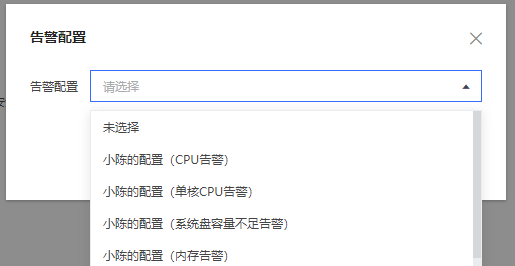 告警配置
告警配置
请选择
未选择
小陈的配置（CPU告警）
小陈的配置（单核CPU告警）
小陈的配置（系统盘容量不足告警）
小陈的配置（内存告警）